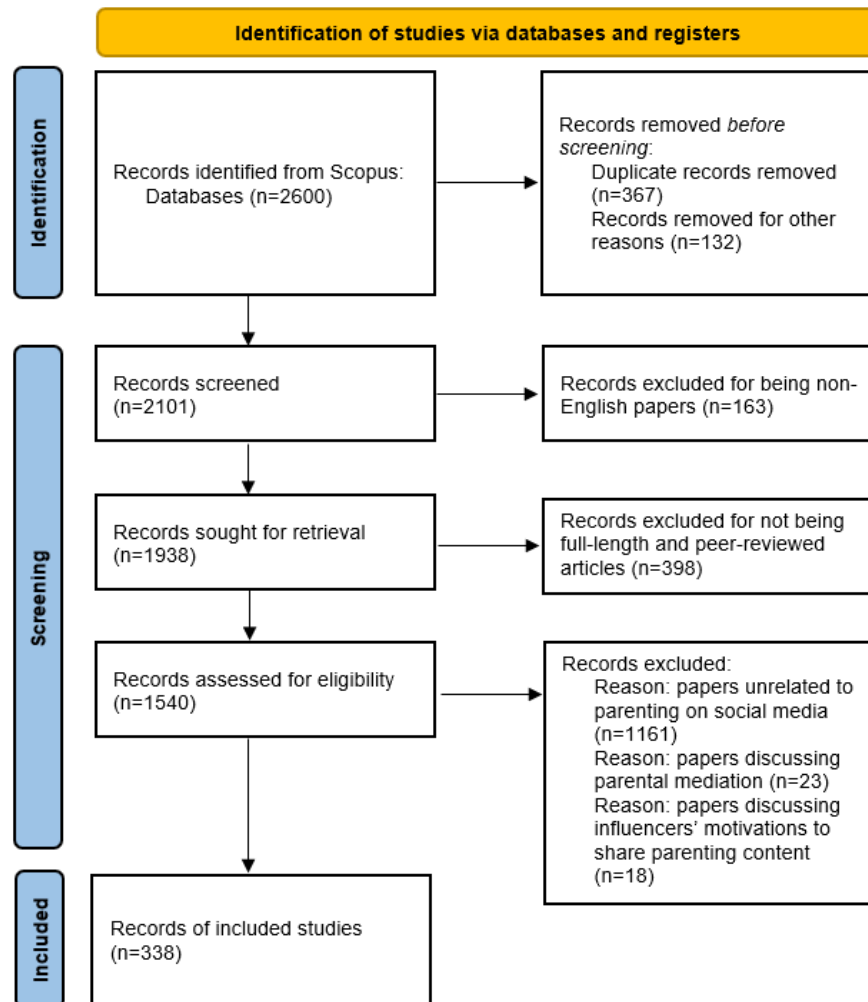 Identification of studies via databases and registers
Identification
Records identified from Scopus:
Databases (n=2600)
Records removed before
screening:
Duplicate records removed
(n=367)
Records removed for other
reasons (n=132)
Screening
Records screened
(n=2101)
Records excluded for being non-
English papers (n=163)
Records sought for retrieval
(n=1938)
Records excluded for not being
full-length and peer-reviewed
articles (n=398)
Records assessed for eligibility
(n=1540)
Records excluded:
Reason: papers unrelated to
parenting on social media
(n=1161)
Reason: papers discussing
parental mediation (n=23)
Reason: papers discussing
influencers’ motivations to
share parenting content
(n=18)
Included
Records of included studies
(n=338)